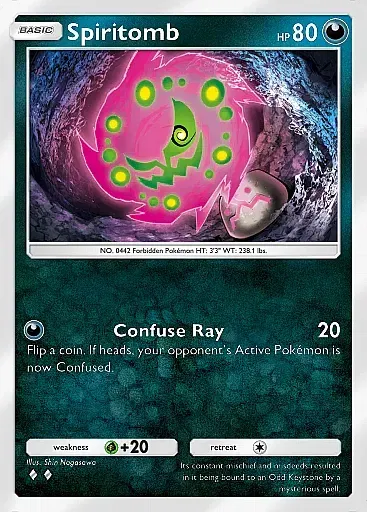 BASIC Spiritomb HP 80
NO. 0442 Forbidden Pokémon HT: 3'3" WT: 238.1 lbs.
Confuse Ray 20
Flip a coin. If heads, your opponent's Active Pokémon is
now Confused.
weakness +20 retreat
Illus. Shin Nagasawa
Its constant mischief and misdeeds resulted
in it being bound to an Odd Keystone by a
mysterious spell.